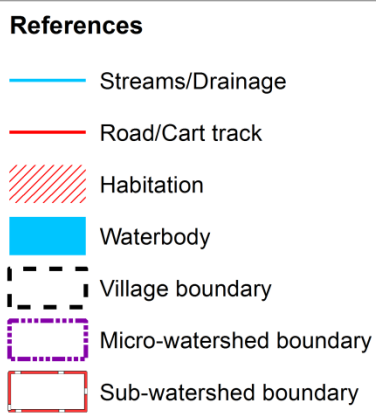 References
Streams/Drainage
Road/Cart track
Habitation
Waterbody
Village boundary
Micro-watershed boundary
Sub-watershed boundary